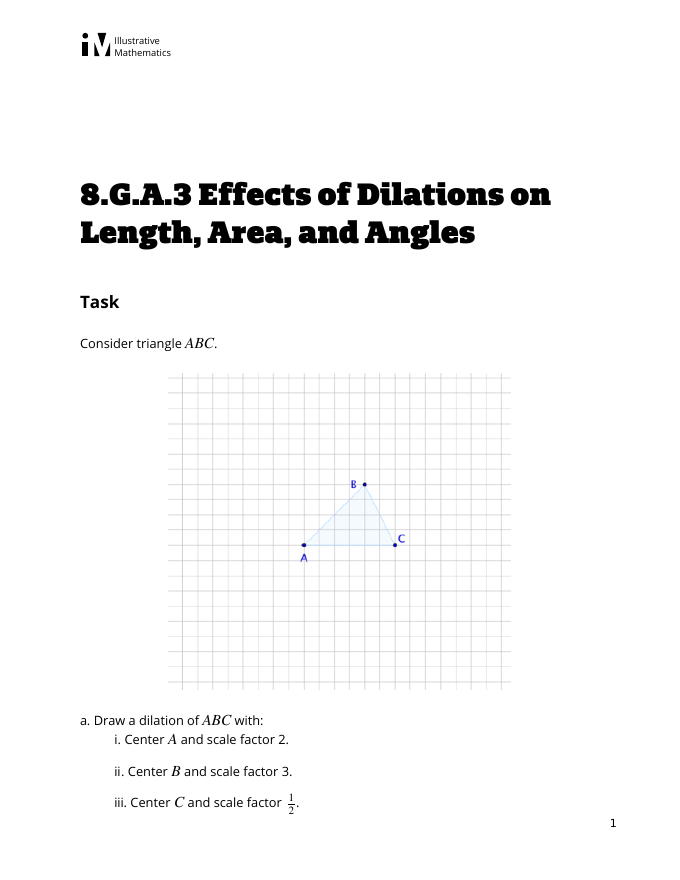 Illustrative
Mathematics
8.G.A.3 Effects of Dilations on
Length, Area, and Angles
Task
Consider triangle ABC.
B
C
A
a. Draw a dilation of ABC with:
i. Center A and scale factor 2.
ii. Center B and scale factor 3.
iii. Center C and scale factor 1/2.
1